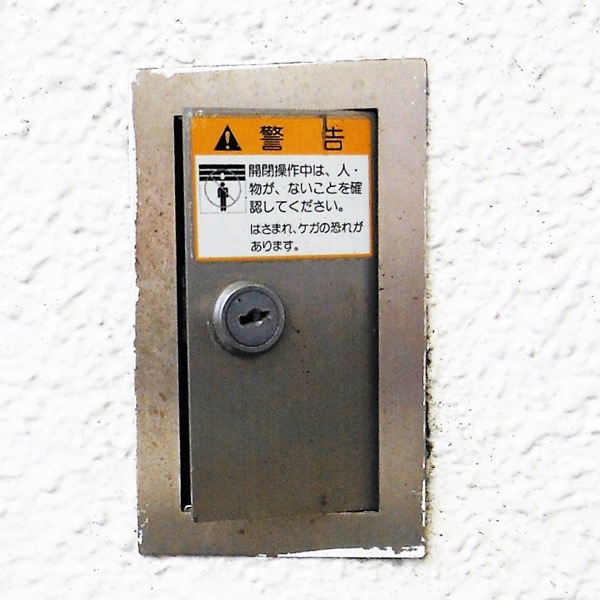 警告
開閉操作中は、人・
物が、ないことを確
認してください。
はさまれ、ケガの恐れが
あります。